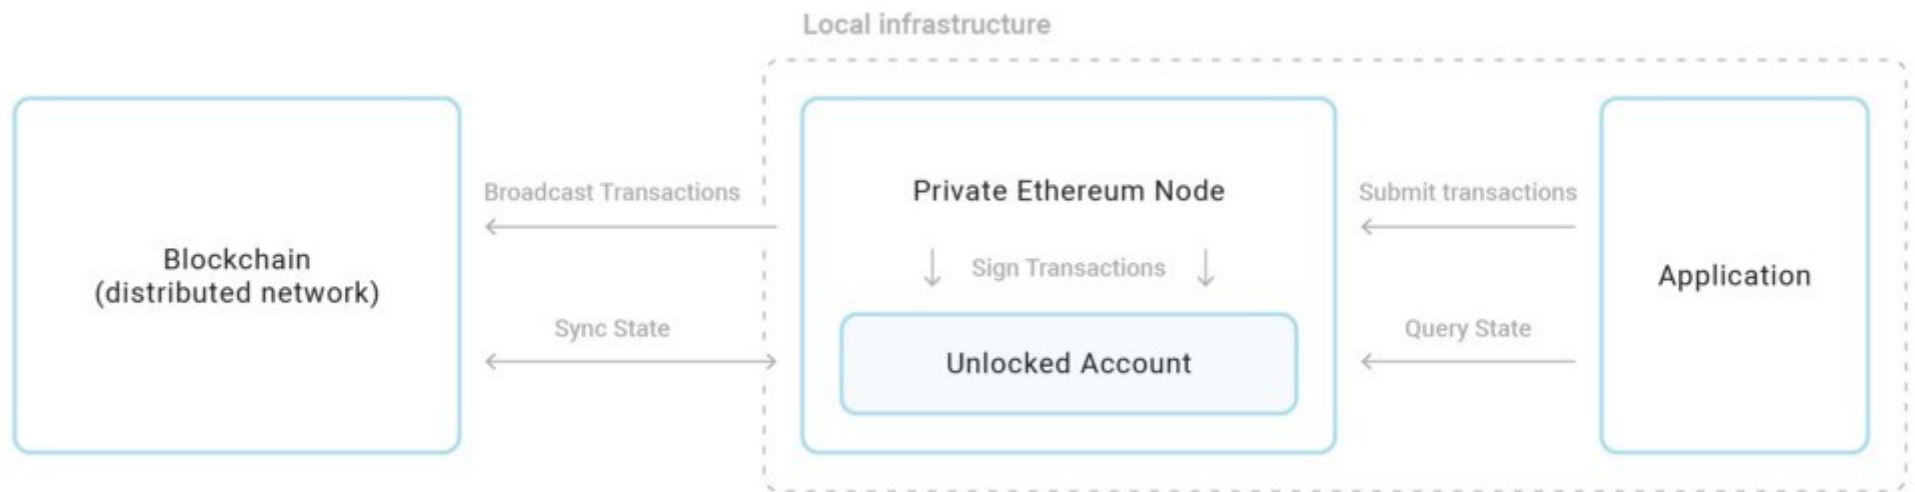 Local infrastructure
Blockchain
(distributed network)
Broadcast Transactions
Sync State
Private Ethereum Node
Sign Transactions
Unlocked Account
Submit transactions
Query State
Application